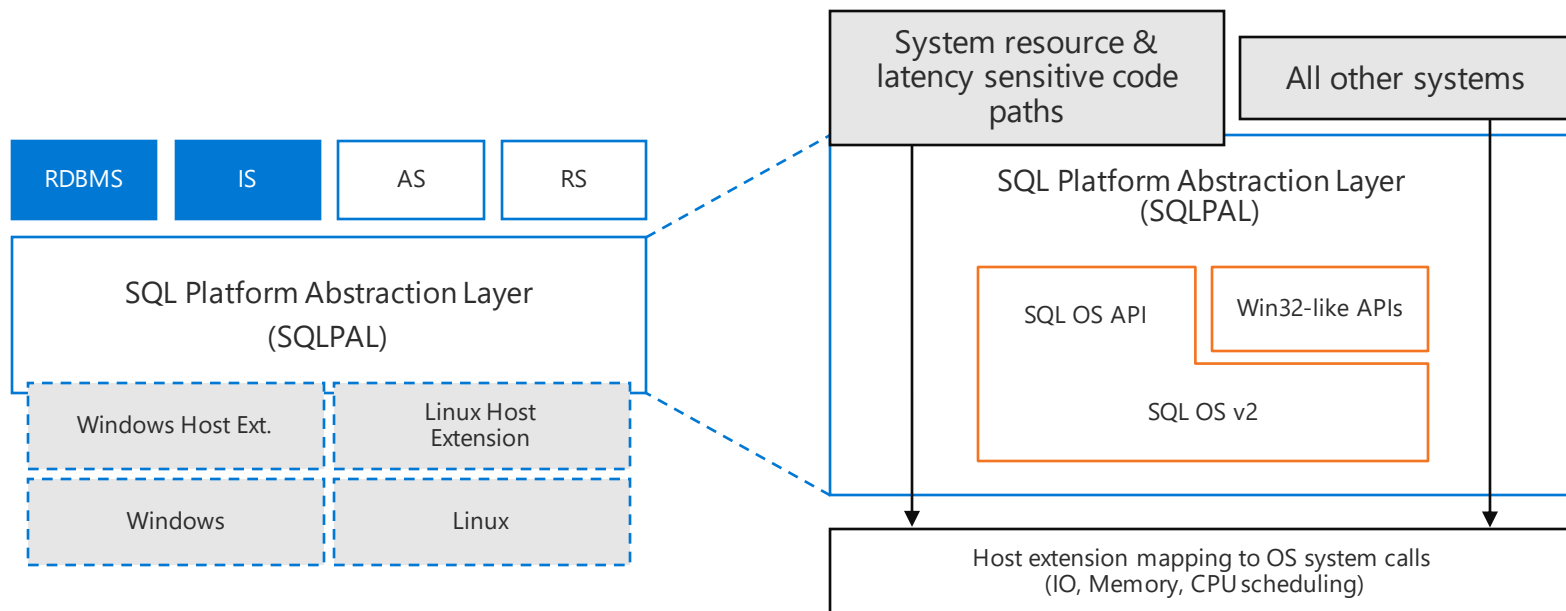 RDBMS
IS
AS
RS
SQL Platform Abstraction Layer
(SQLPAL)
Windows Host Ext.
Linux Host
Extension
Windows
Linux
System resource &
latency sensitive code
paths
All other systems
SQL Platform Abstraction Layer
(SQLPAL)
SQL OS API
Win32-like APIs
SQL OS v2
Host extension mapping to OS system calls
(IO, Memory, CPU scheduling)